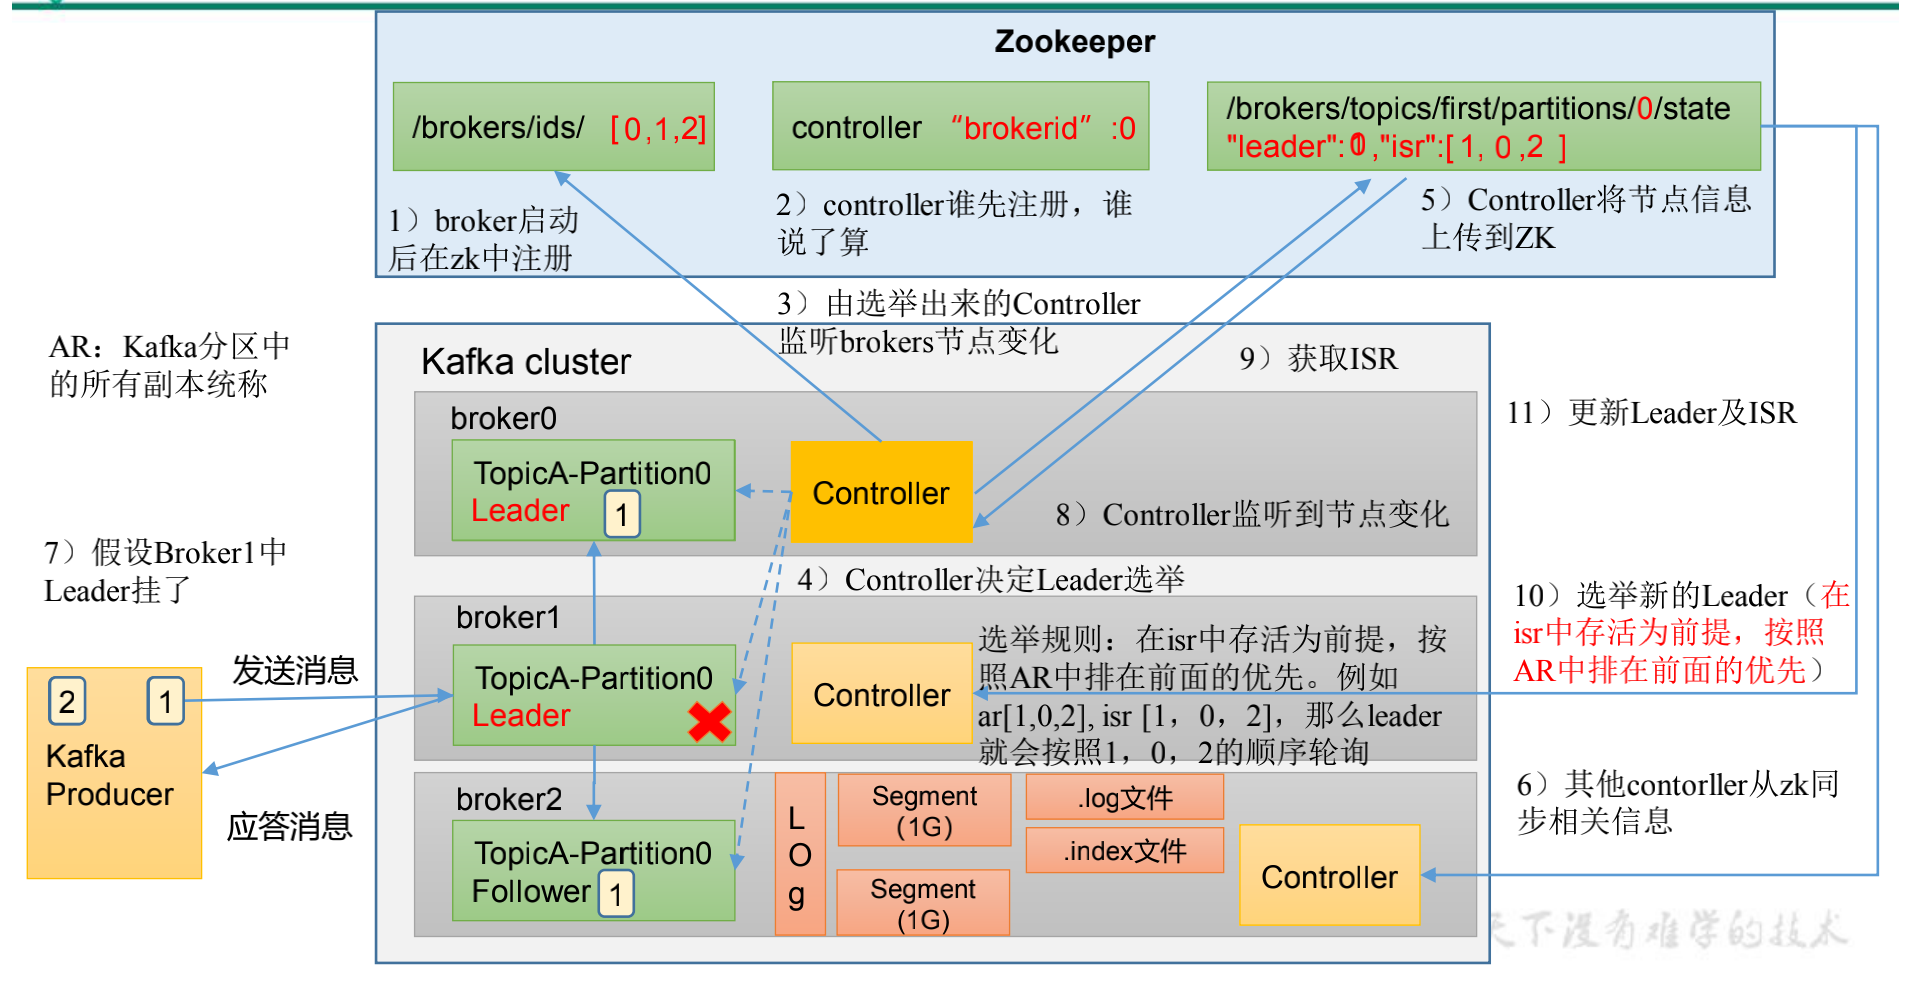 Zookeeper
/brokers/ids/ [0,1,2]
controller “brokerid” :0
/brokers/topics/first/partitions/0/state
"leader": ,"isr":[1, 0 ,2 ]
1）broker启动
后在zk中注册
2）controller谁先注册，谁
说了算
5）Controller将节点信息
上传到ZK
3）由选举出来的Controller
监听brokers节点变化
AR：Kafka分区中
的所有副本统称
Kafka cluster
9）获取ISR
11）更新Leader及ISR
broker0
TopicA-Partition0
Leader 1
Controller
8）Controller监听到节点变化
7）假设Broker1中
Leader挂了
4）Controller决定Leader选举
10）选举新的Leader（在
isr中存活为前提，按照
AR中排在前面的优先）
broker1
TopicA-Partition0
Leader
Controller
选举规则：在isr中存活为前提，按
照AR中排在前面的优先。例如
ar[1,0,2], isr [1，0，2]，那么leader
就会按照1，0，2的顺序轮询
发送消息
2 1
Kafka
Producer
应答消息
6）其他contorller从zk同
步相关信息
broker2
TopicA-Partition0
Follower 1
LOg
Segment
(1G)
.log文件
.index文件
Segment
(1G)
Controller
天下没有难学的技术